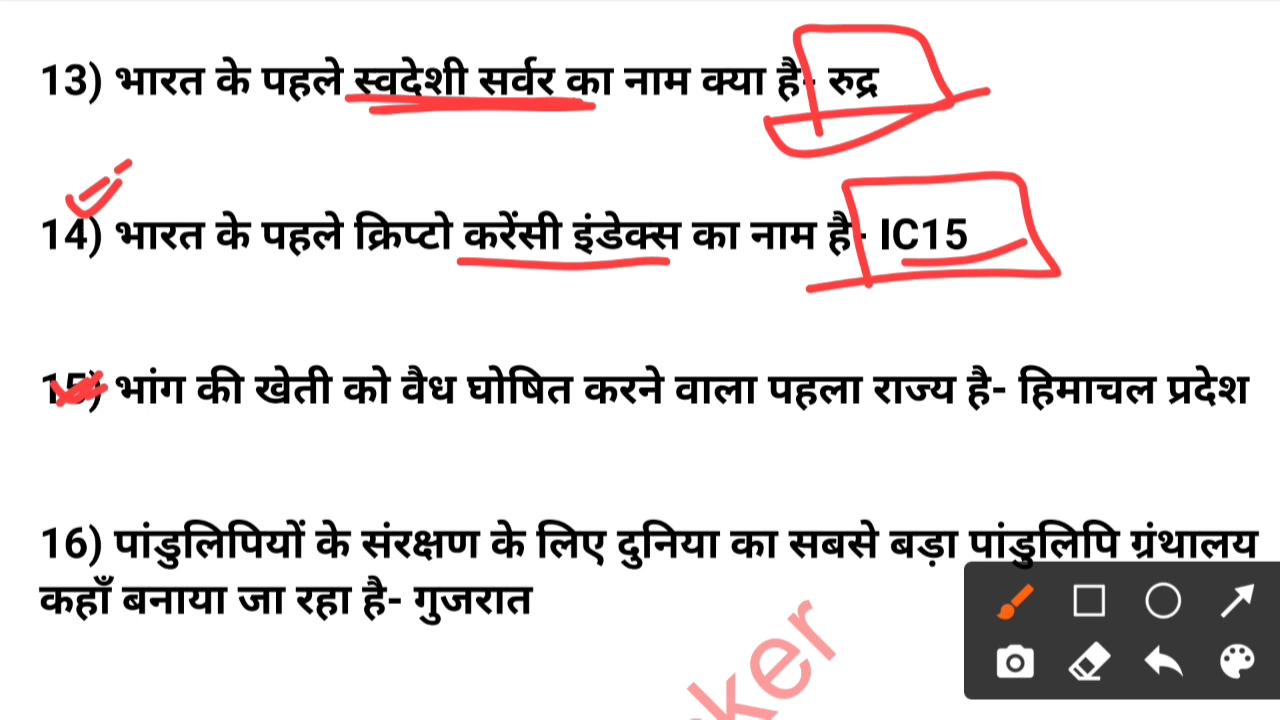 13) भारत के पहले स्वदेशी सर्वर का नाम क्या है- रुद्र
14) भारत के पहले क्रिप्टो करेंसी इंडेक्स का नाम है- IC15
15) भांग की खेती को वैध घोषित करने वाला पहला राज्य है- हिमाचल प्रदेश
16) पांडुलिपियों के संरक्षण के लिए दुनिया का सबसे बड़ा पांडुलिपि ग्रंथालय
कहाँ बनाया जा रहा है- गुजरात